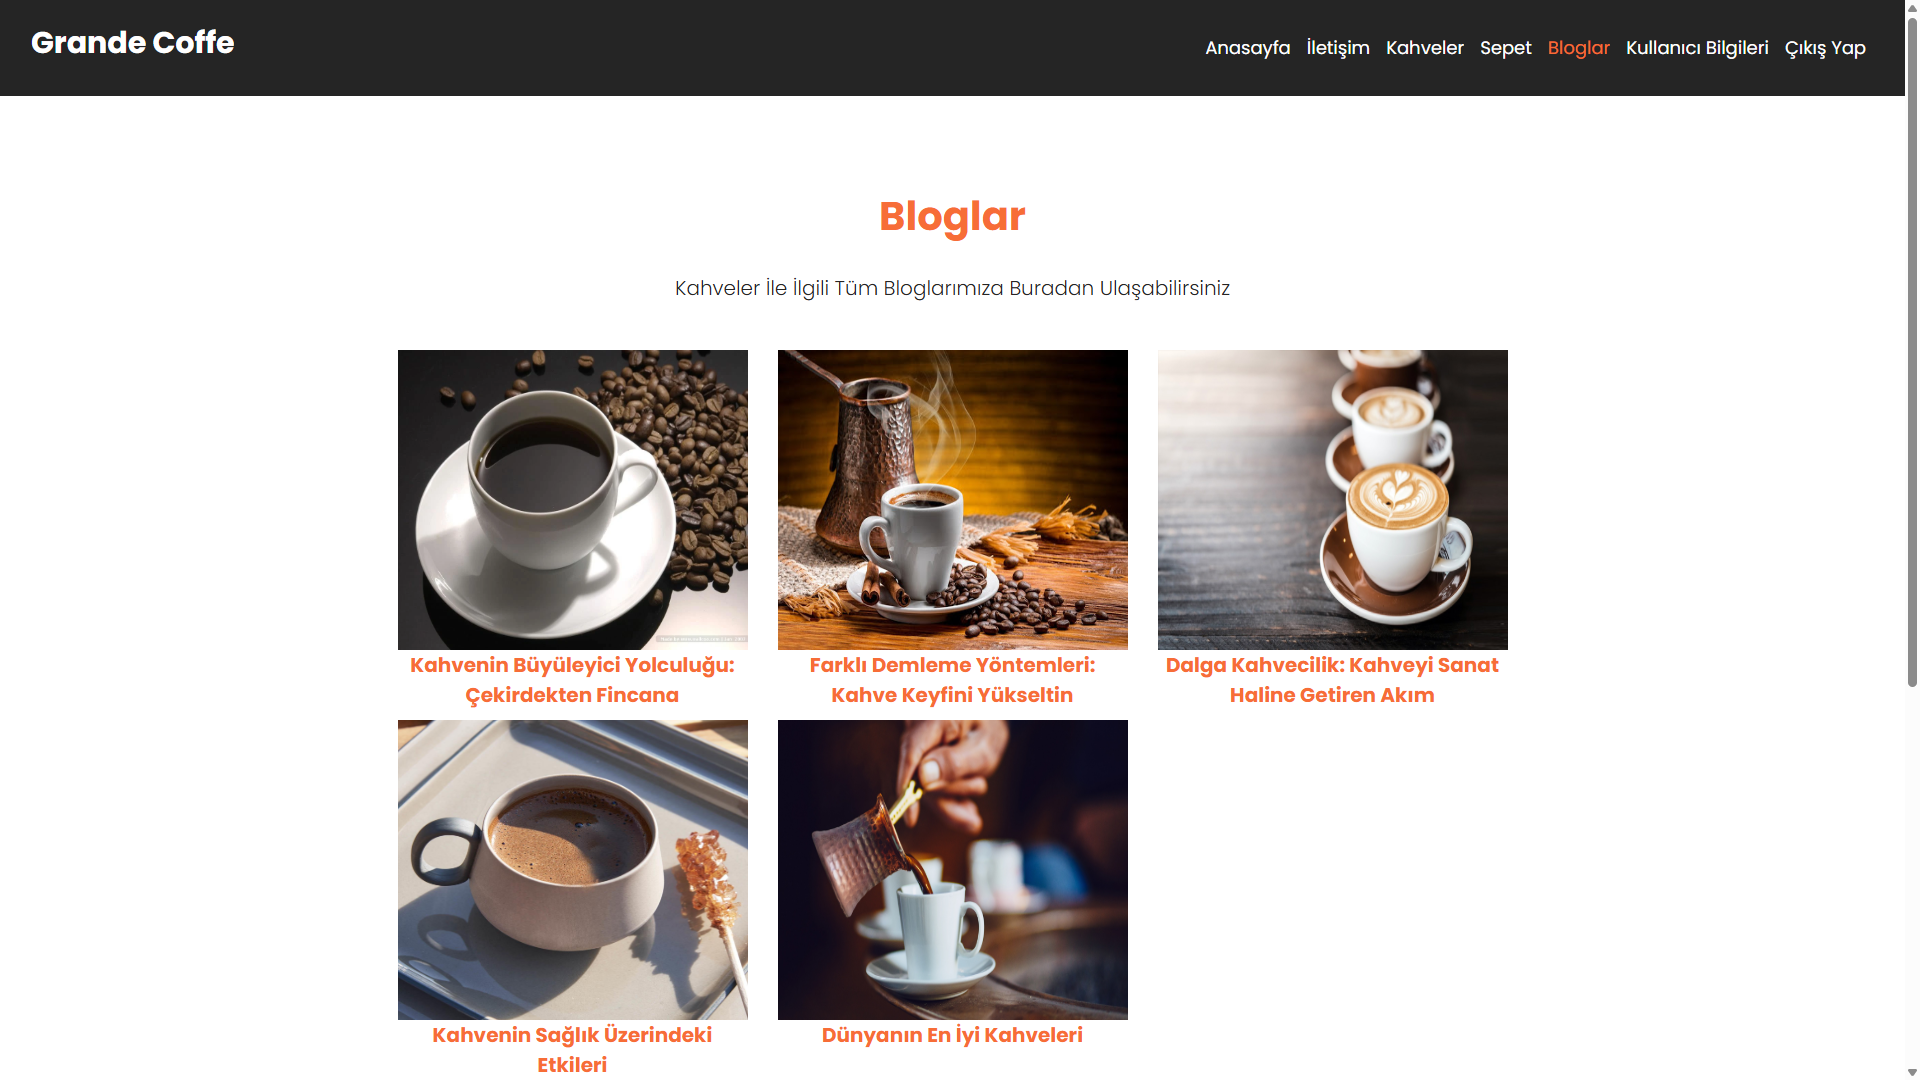 Grande Coffe
Anasayfa İletişim Kahveler Sepet Bloglar Kullanıcı Bilgileri Çıkış Yap
Bloglar
Kahveler İle İlgili Tüm Bloglarımıza Buradan Ulaşabilirsiniz
Kahvenin Büyüleyici Yolculuğu:
Çekirdekten Fincana
Farklı Demleme Yöntemleri:
Kahve Keyfini Yükseltin
Dalga Kahvecilik: Kahveyi Sanat
Haline Getiren Akım
Kahvenin Sağlık Üzerindeki
Etkileri
Dünyanın En İyi Kahveleri